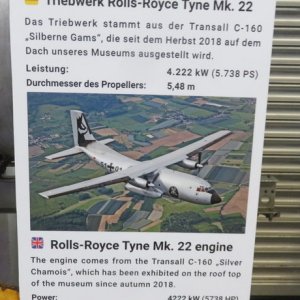 Triebwerk Rolls-Royce Tyne Mk. 22
Das Triebwerk stammt aus der Transall C-160
„Silberne Gams“, die seit dem Herbst 2018 auf dem
Dach unseres Museums ausgestellt wird.
Leistung: 4.222 kW (5.738 PS)
Durchmesser des Propellers: 5,48 m
Rolls-Royce Tyne Mk. 22 engine
The engine comes from the Transall C-160 „Silver
Chamois“, which has been exhibited on the roof top
of the museum since autumn 2018.
Power: 4222 kW (5738 HP)